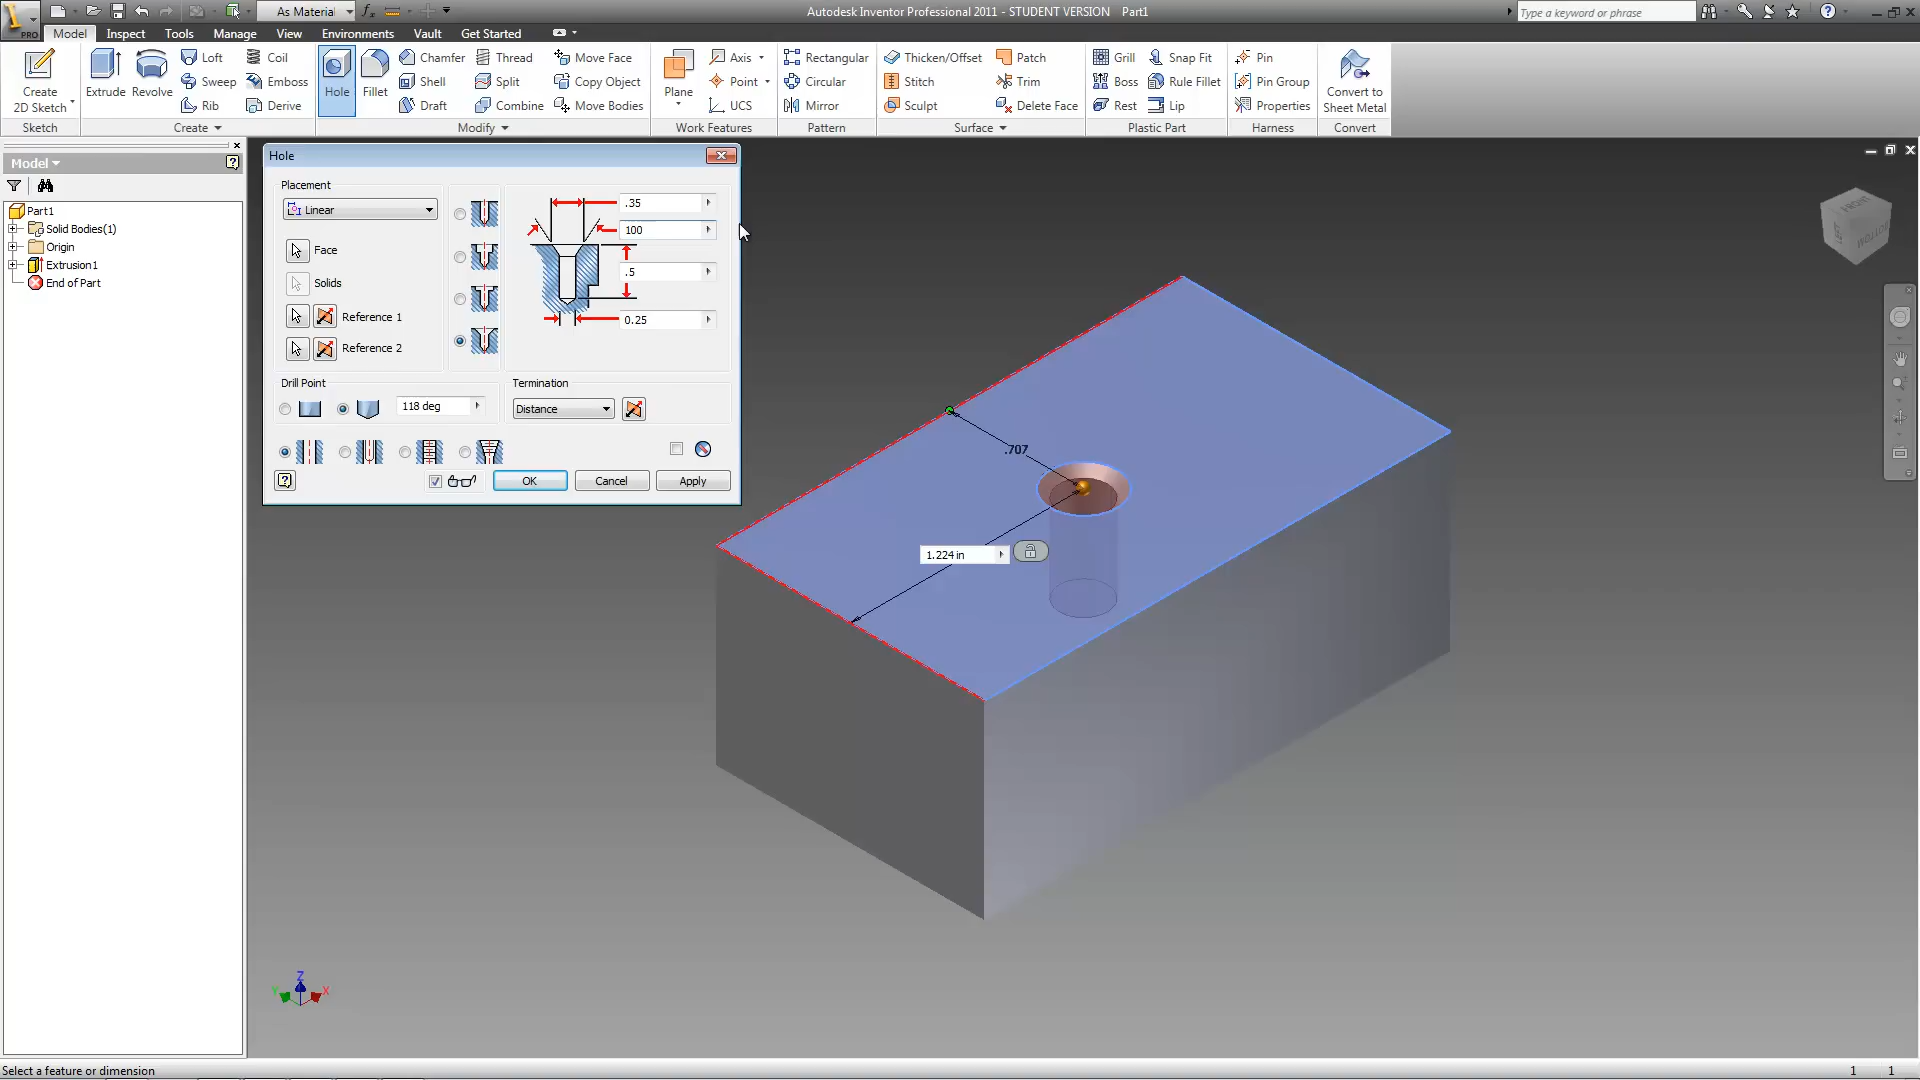 As Material
Autodesk Inventor Professional 2011 - STUDENT VERSION Part1
Type a keyword or phrase
PRO
Model Inspect Tools Manage View Environments Vault Get Started
Create
2D Sketch
Extrude
Revolve
Loft
Coil
Sweep
Emboss
Rib
Derive
Hole
Fillet
Chamfer
Thread
Move Face
Shell
Split
Copy Object
Draft
Combine
Move Bodies
Plane
Axis
Point
UCS
Rectangular
Circular
Mirror
Thicken/Offset
Patch
Stitch
Trim
Sculpt
Delete Face
Grill
Snap Fit
Boss
Rule Fillet
Rest
Lip
Pin
Pin Group
Properties
Convert to
Sheet Metal
Sketch
Create
Modify
Work Features
Pattern
Surface
Plastic Part
Harness
Convert
Model
Part1
Solid Bodies(1)
Origin
Extrusion1
End of Part
Hole
Placement
Linear
Face
Solids
Reference 1
Reference 2
.35
100
.5
0.25
Drill Point
118 deg
Termination
Distance
OK
Cancel
Apply
.707
1.224 in
FRONT
BOTTOM
Z
Y
X
Select a feature or dimension
1 1